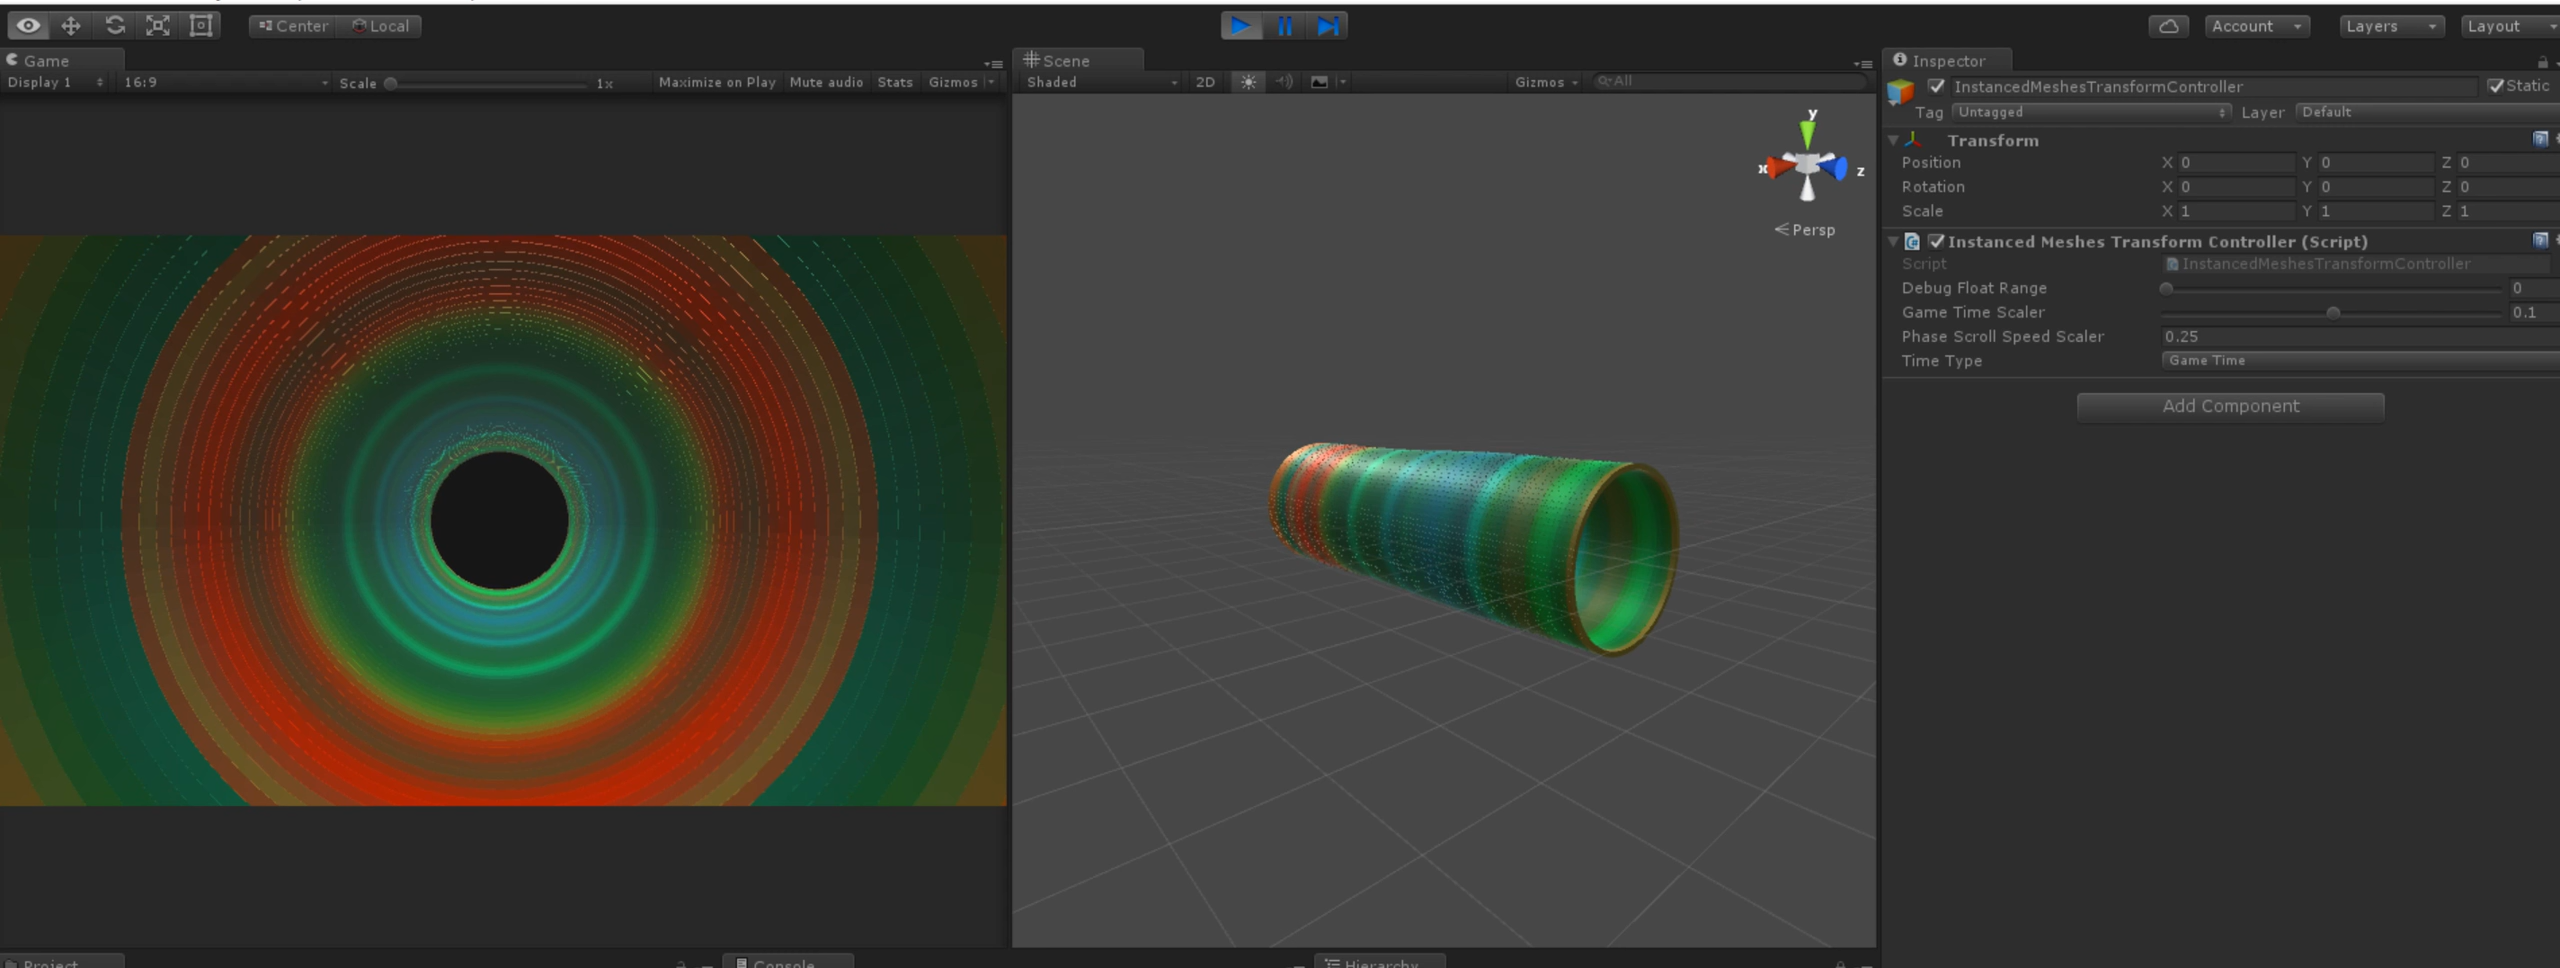 Center Local
Account Layers Layout
Game
Display 1 16:9 Scale 1x Maximize on Play Mute audio Stats Gizmos
Scene
Shaded 2D Gizmos All
y
x z
Persp
Inspector
InstancedMeshesTransformController Static
Tag Untagged Layer Default
Transform
Position X 0 Y 0 Z 0
Rotation X 0 Y 0 Z 0
Scale X 1 Y 1 Z 1
Instanced Meshes Transform Controller (Script)
Script InstancedMeshesTransformController
Debug Float Range 0
Game Time Scaler 0.1
Phase Scroll Speed Scaler 0.25
Time Type Game Time
Add Component
Project Console Hierarchy